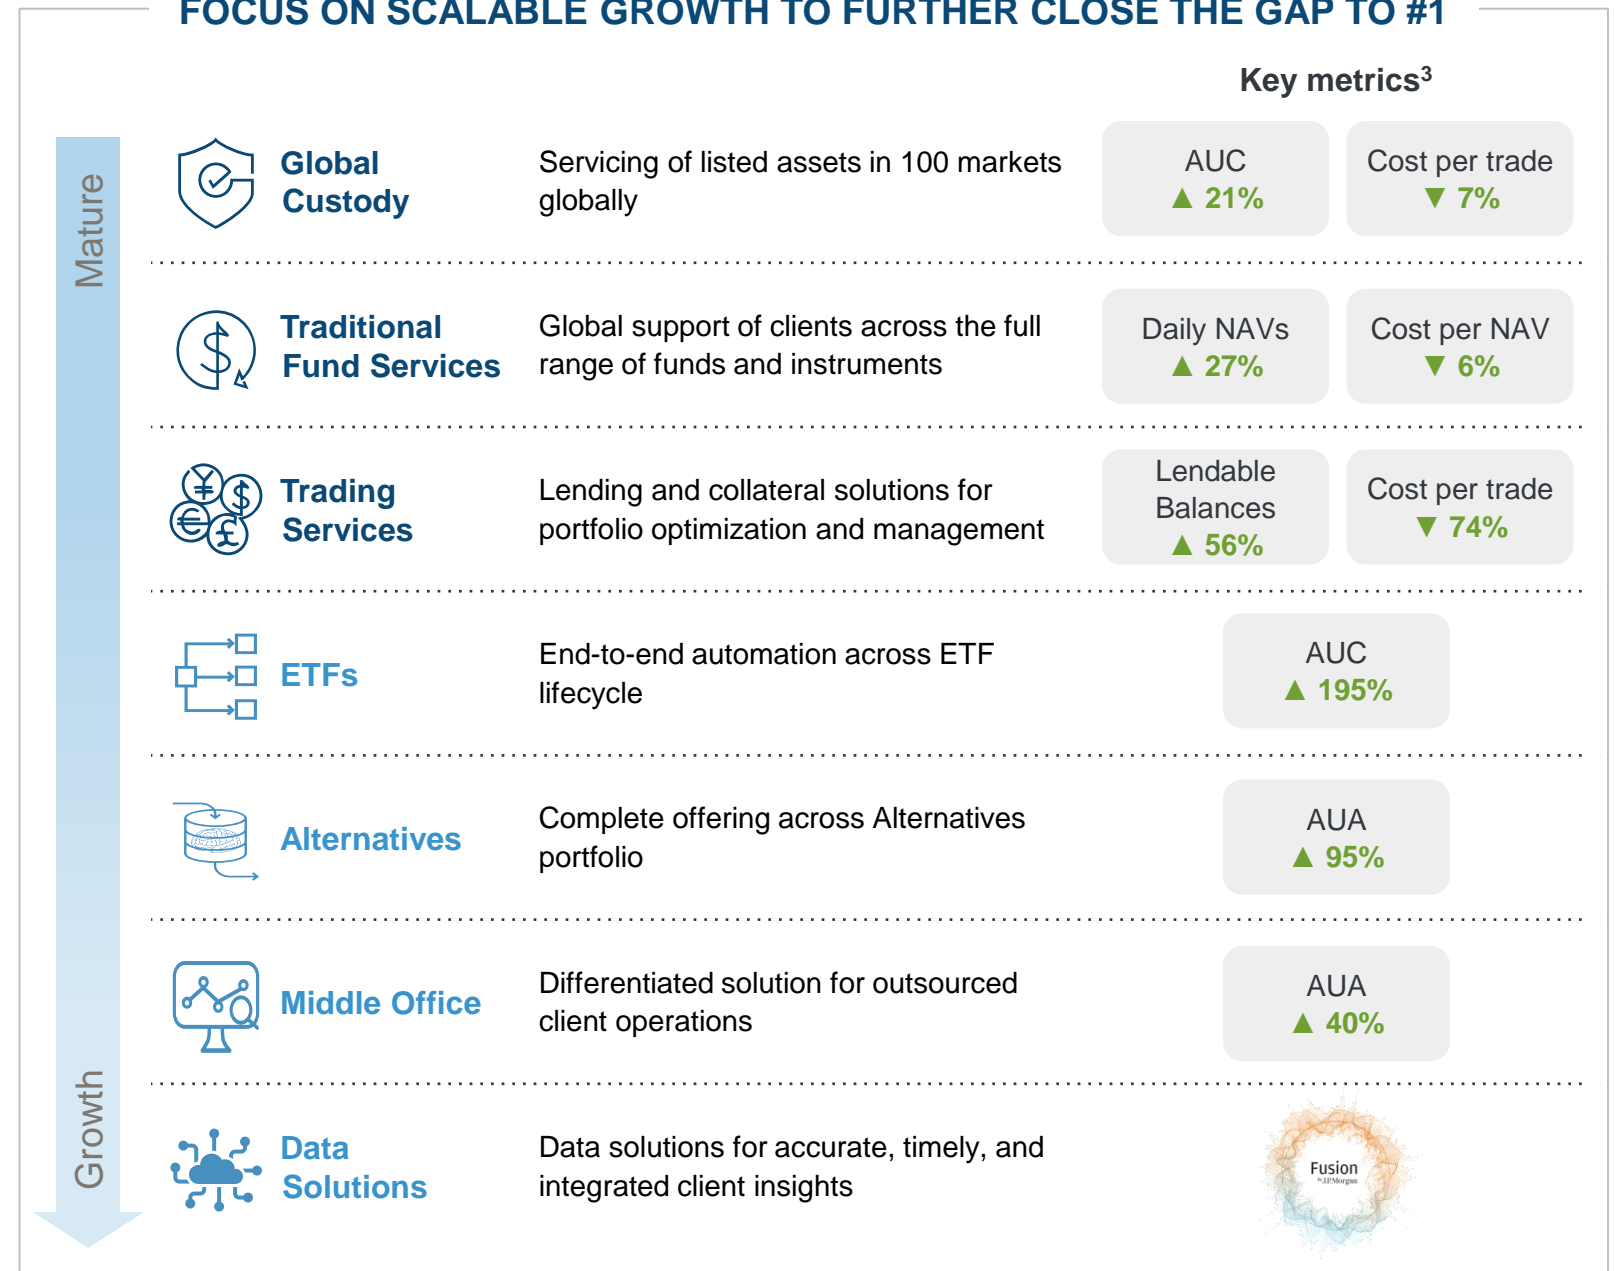 FOCUS ON SCALABLE GROWTH TO FURTHER CLOSE THE GAP TO #1
Key metrics³
Mature
Global
Custody
Servicing of listed assets in 100 markets
globally
AUC
▲ 21%
Cost per trade
▼ 7%
Traditional
Fund Services
Global support of clients across the full
range of funds and instruments
Daily NAVs
▲ 27%
Cost per NAV
▼ 6%
Trading
Services
Lending and collateral solutions for
portfolio optimization and management
Lendable
Balances
▲ 56%
Cost per trade
▼ 74%
ETFs
End-to-end automation across ETF
lifecycle
AUC
▲ 195%
Alternatives
Complete offering across Alternatives
portfolio
AUA
▲ 95%
Middle Office
Differentiated solution for outsourced
client operations
AUA
▲ 40%
Growth
Data
Solutions
Data solutions for accurate, timely, and
integrated client insights
Fusion
by J.P.Morgan